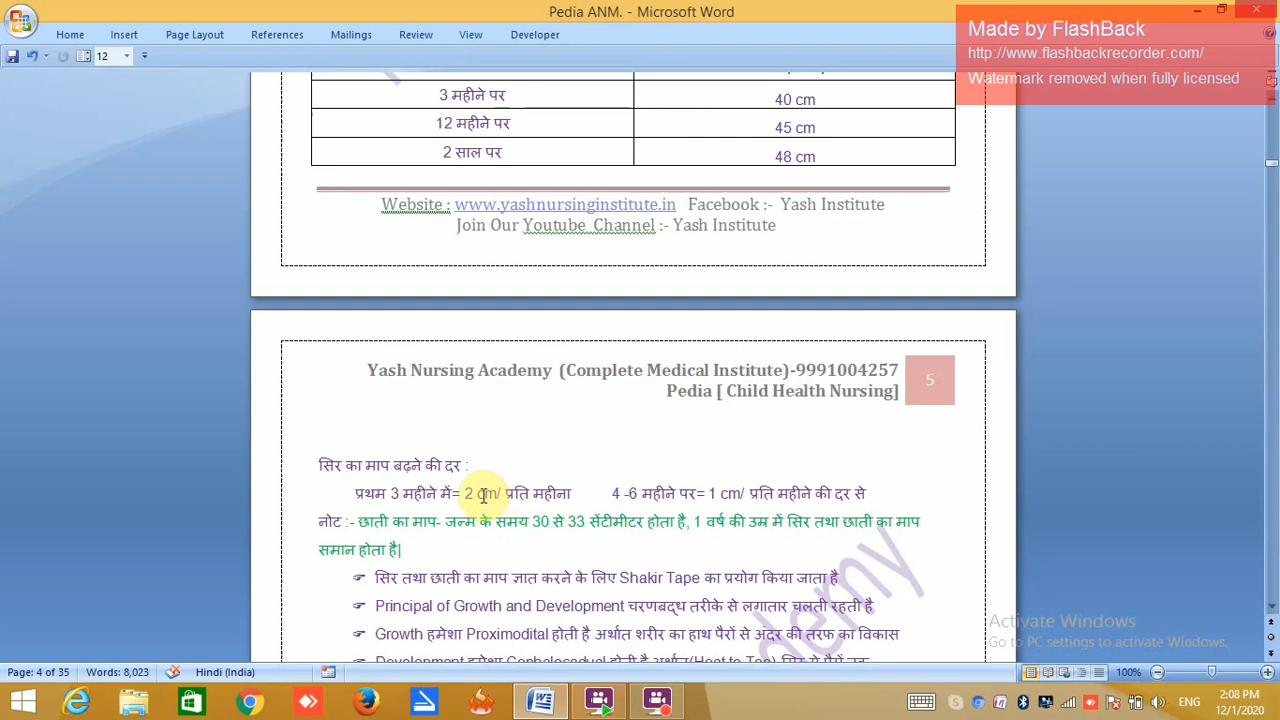 Pedia ANM. - Microsoft Word
Made by FlashBack
http://www.flashbackrecorder.com/
Watermark removed when fully licensed
Home Insert Page Layout References Mailings Review View Developer
12
3 महीने पर 40 cm
12 महीने पर 45 cm
2 साल पर 48 cm
Website : www.yashnursinginstitute.in Facebook :- Yash Institute
Join Our Youtube Channel :- Yash Institute
Yash Nursing Academy (Complete Medical Institute)-9991004257
Pedia [ Child Health Nursing]
5
सिर का माप बढ़ने की दर :
प्रथम 3 महीने में= 2 cm/ प्रति महीना 4 -6 महीने पर= 1 cm/ प्रति महीने की दर से
नोट :- छाती का माप- जन्म के समय 30 से 33 सेंटीमीटर होता है, 1 वर्ष की उम्र में सिर तथा छाती का माप
समान होता है|
सिर तथा छाती का माप ज्ञात करने के लिए Shakir Tape का प्रयोग किया जाता है
Principal of Growth and Development चरणबद्ध तरीके से लगातार चलती रहती है
Growth हमेशा Proximodital होती है अर्थात शरीर का हाथ पैरों से अंदर की तरफ का विकास
demy
Activate Windows
Go to PC settings to activate Windows.
Page: 4 of 35 Words: 8,023 Hindi (India) 100%
ENG
2:08 PM
12/1/2020